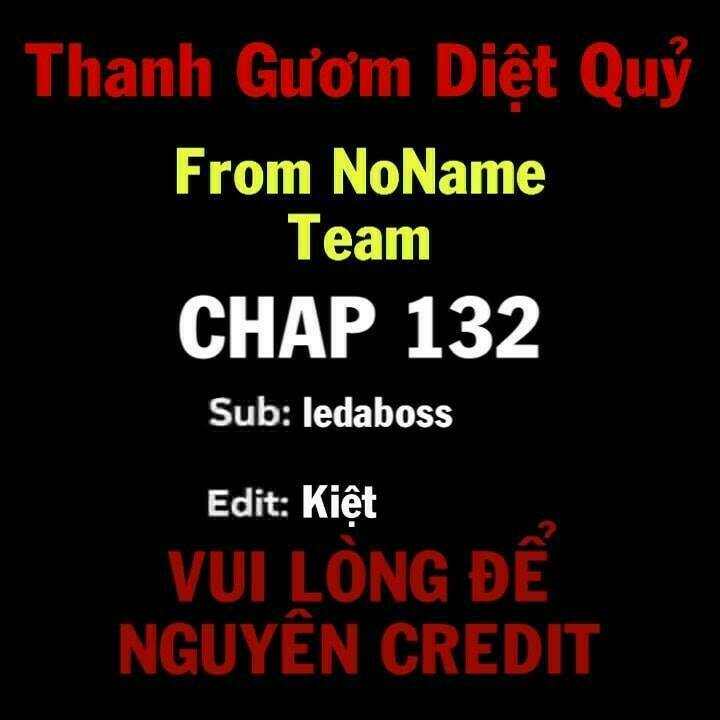 Thanh Gươm Diệt Quỷ
From NoName
Team
CHAP 132
Sub: ledaboss
Edit: Kiệt
VUI LÒNG ĐỂ
NGUYÊN CREDIT